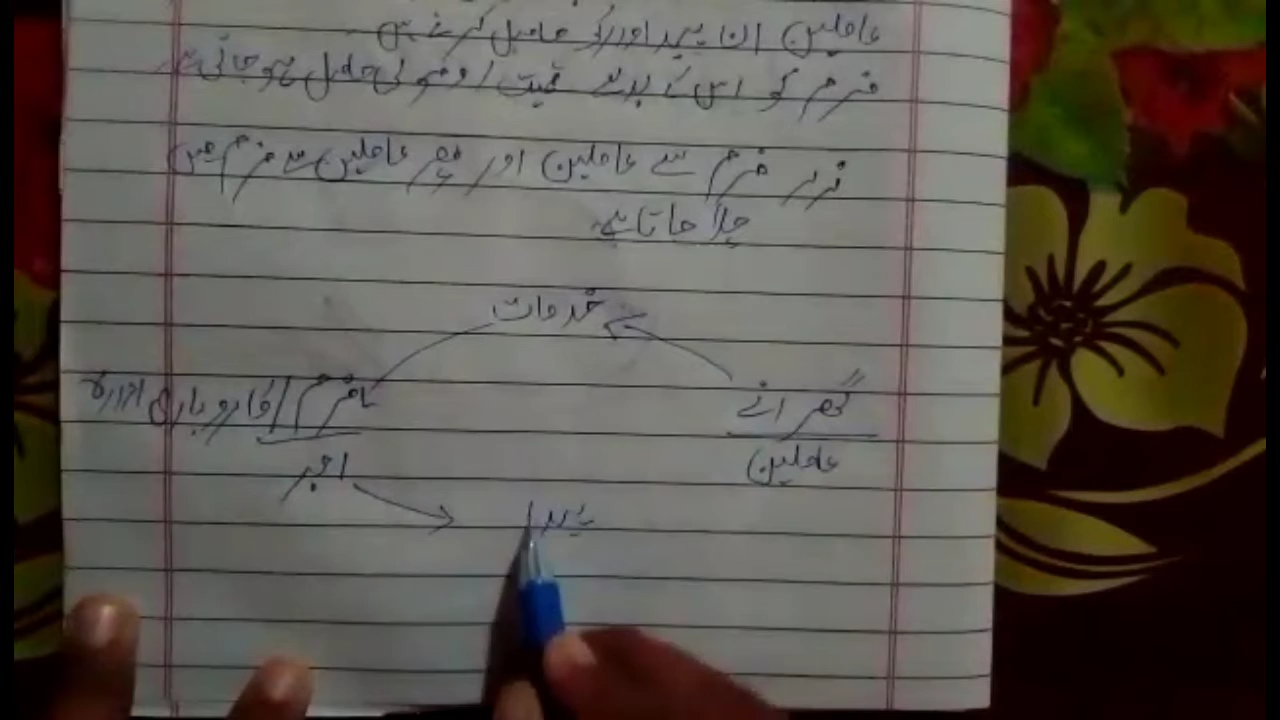 عاملین ان پیداور کو حاصل کرتے ہیں
فرم کو اس کے بدلے قیمت / وصولی حاصل ہو جاتی ہے
زر فرم سے عاملین اور پھر عاملین سے فرم میں
چلا جاتا ہے۔
خدمات
گھرانے
فرم / کاروباری ادارہ
عاملین
اجر
پیدا